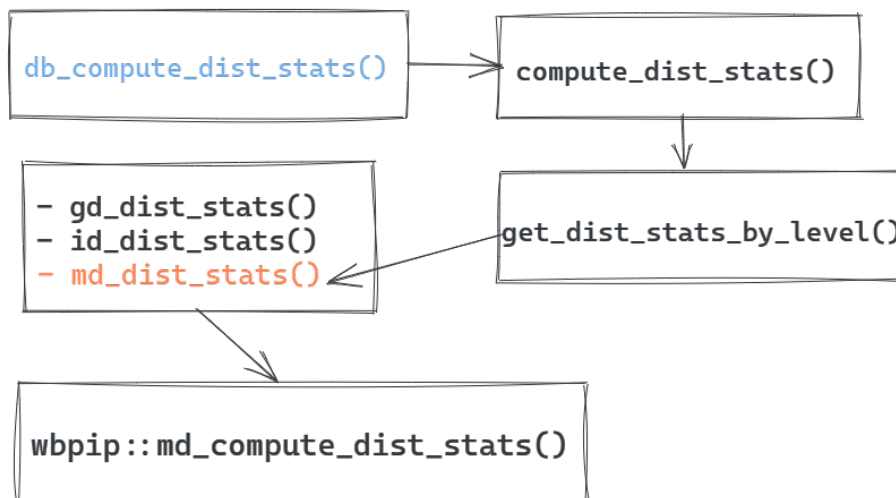 db_compute_dist_stats()
compute_dist_stats()
get_dist_stats_by_level()
- gd_dist_stats()
- id_dist_stats()
- md_dist_stats()
wbpip::md_compute_dist_stats()